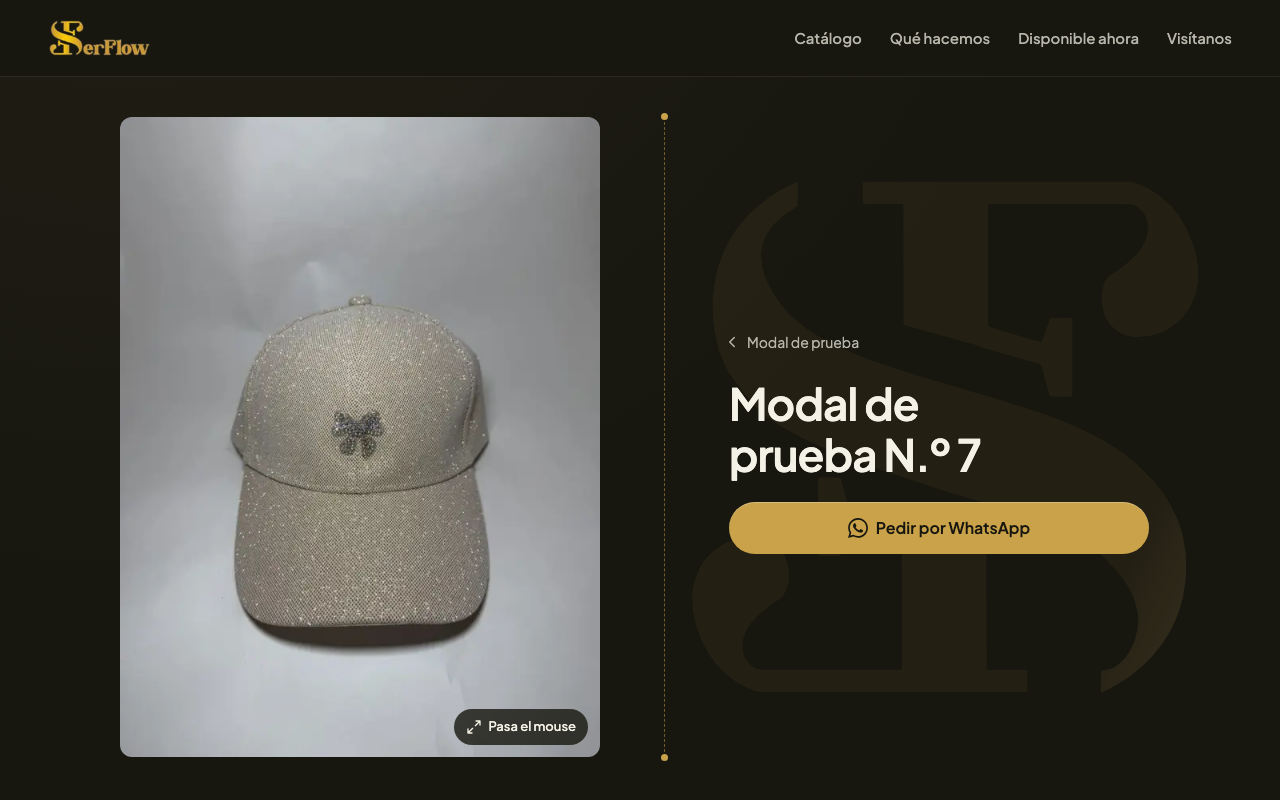 SerFlow
Catálogo
Qué hacemos
Disponible ahora
Visítanos
Modal de prueba
Modal de
prueba N.º 7
Pedir por WhatsApp
Pasa el mouse